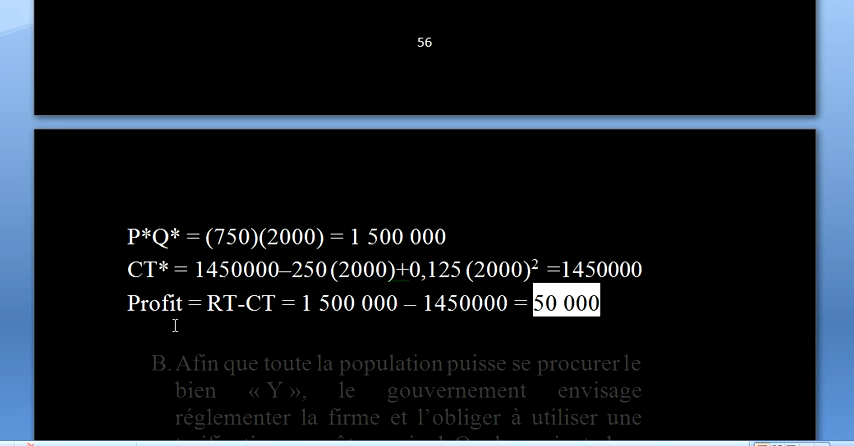 56
P*Q* = (750)(2000) = 1 500 000
CT* = 1450000–250 (2000)+0,125 (2000)² =1450000
Profit = RT-CT = 1 500 000 – 1450000 = 50 000
B. Afin que toute la population puisse se procurer le
bien « Y », le gouvernement envisage
réglementer la firme et l’obliger à utiliser une